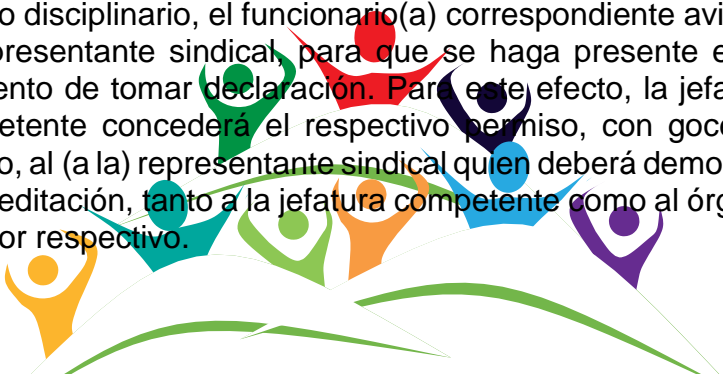 o disciplinario, el funcionario(a) correspondiente avi
presentante sindical, para que se haga presente e
ento de tomar declaración. Para este efecto, la jefa
petente concederá el respectivo permiso, con goc
o, al (a la) representante sindical quien deberá demo
editación, tanto a la jefatura competente como al órg
or respectivo.